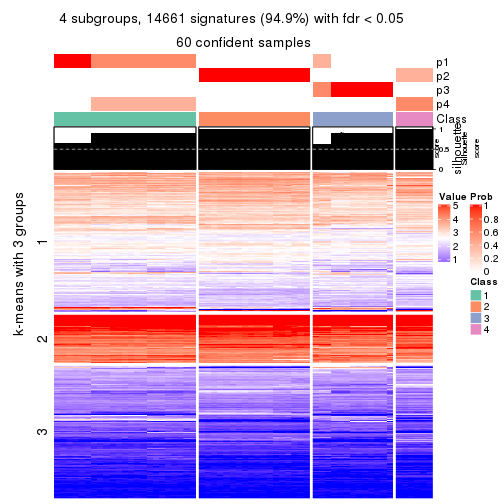 4 subgroups, 14661 signatures (94.9%) with fdr < 0.05
60 confident samples
p1
p2
p3
p4
Class
1
0.5
0
silhouette
Silhouette
score
k-means with 3 groups
1
2
3
Value
5
4
3
2
1
Prob
1
0.8
0.6
0.4
0.2
0
Class
1
2
3
4